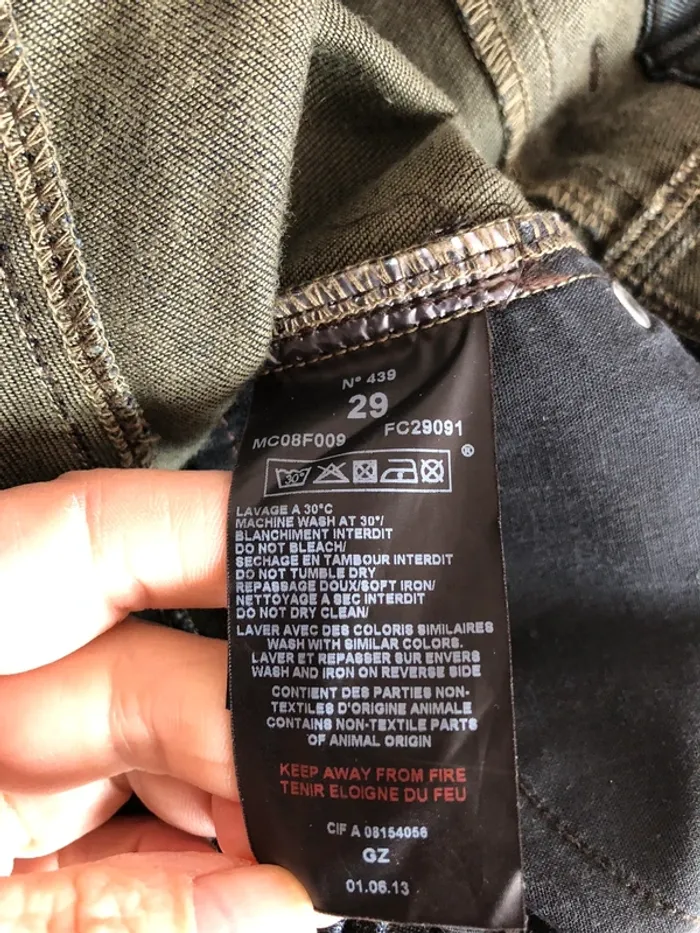 N° 439
29
MC08F009 FC29091
30°
®
LAVAGE A 30°C
MACHINE WASH AT 30°/
BLANCHIMENT INTERDIT
DO NOT BLEACH/
SECHAGE EN TAMBOUR INTERDIT
DO NOT TUMBLE DRY
REPASSAGE DOUX/SOFT IRON/
NETTOYAGE A SEC INTERDIT
DO NOT DRY CLEAN/
LAVER AVEC DES COLORIS SIMILAIRES
WASH WITH SIMILAR COLORS.
LAVER ET REPASSER SUR ENVERS
WASH AND IRON ON REVERSE SIDE
CONTIENT DES PARTIES NON-
TEXTILES D'ORIGINE ANIMALE
CONTAINS NON-TEXTILE PARTS
OF ANIMAL ORIGIN
KEEP AWAY FROM FIRE
TENIR ELOIGNE DU FEU
CIF A 08154056
GZ
01.06.13